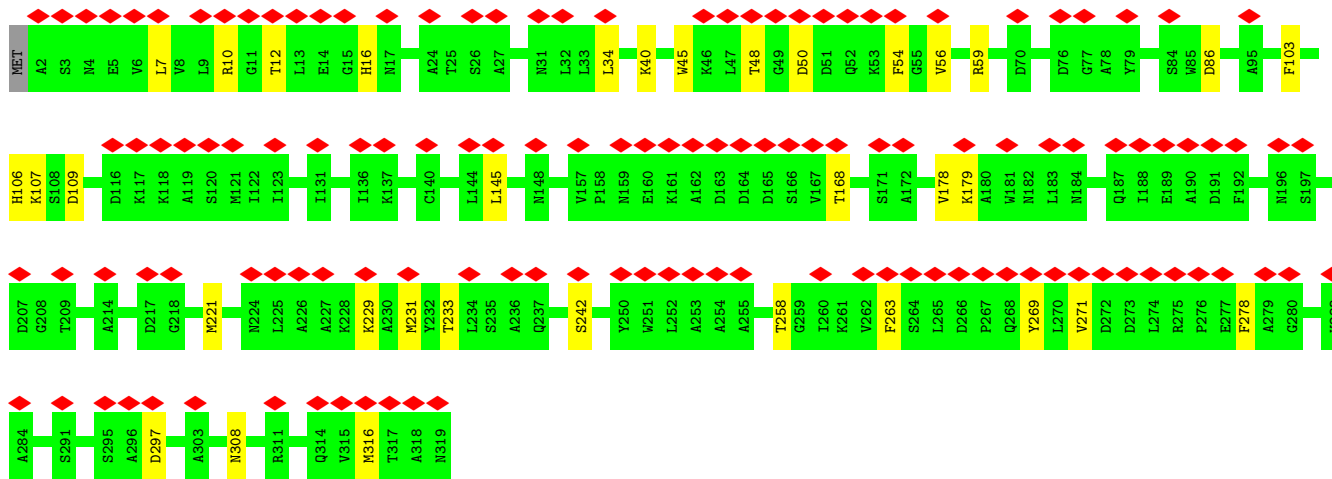 MET A2 S3 N4 E5 V6 L7 V8 L9 R10 G11 T12 L13 E14 G15 H16 N17 A24 T25 S26 A27 N31 L32 L33 L34 K40 W45 K46 L47 T48 G49 D50 D51 Q52 K53 F54 G55 V56 R59 D70 D76 G77 A78 Y79 S84 W85 D86 A95 F103
H106 K107 S108 D109 D116 K117 K118 A119 S120 M121 I122 I123 I131 I136 K137 C140 L144 L145 N148 V157 P158 N159 E160 K161 A162 D163 D164 D165 S166 V167 T168 S171 A172 V178 K179 A180 W181 N182 L183 N184 Q187 I188 E189 A190 D191 F192 N196 S197
D207 G208 T209 A214 D217 G218 M221 N224 L225 A226 A227 K228 K229 A230 M231 Y232 T233 L234 S235 A236 Q237 S242 Y250 W251 L252 A253 A254 A255 T258 G259 I260 K261 V262 F263 S264 L265 D266 P267 Q268 Y269 L270 V271 D272 D273 L274 R275 P276 E277 F278 A279 G280
A284 S291 S295 A296 D297 A303 N308 R311 Q314 V315 M316 T317 A318 N319